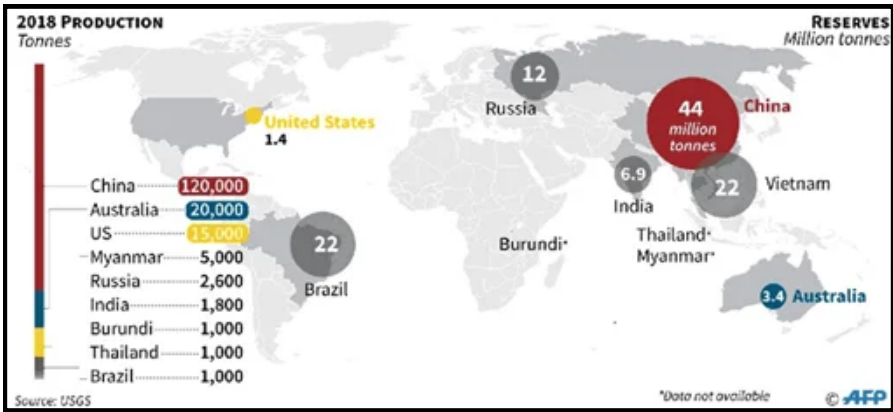 2018 PRODUCTION
Tonnes
RESERVES
Million tonnes
12
Russia
44
million
tonnes
China
United States
1.4
6.9
India
22
Vietnam
China 120,000
Australia 20,000
US 15,000
Myanmar 5,000
Russia 2,600
India 1,800
Burundi 1,000
Thailand 1,000
Brazil 1,000
22
Brazil
Burundi*
Thailand*
Myanmar*
3.4 Australia
Source: USGS
*Data not available
© AFP